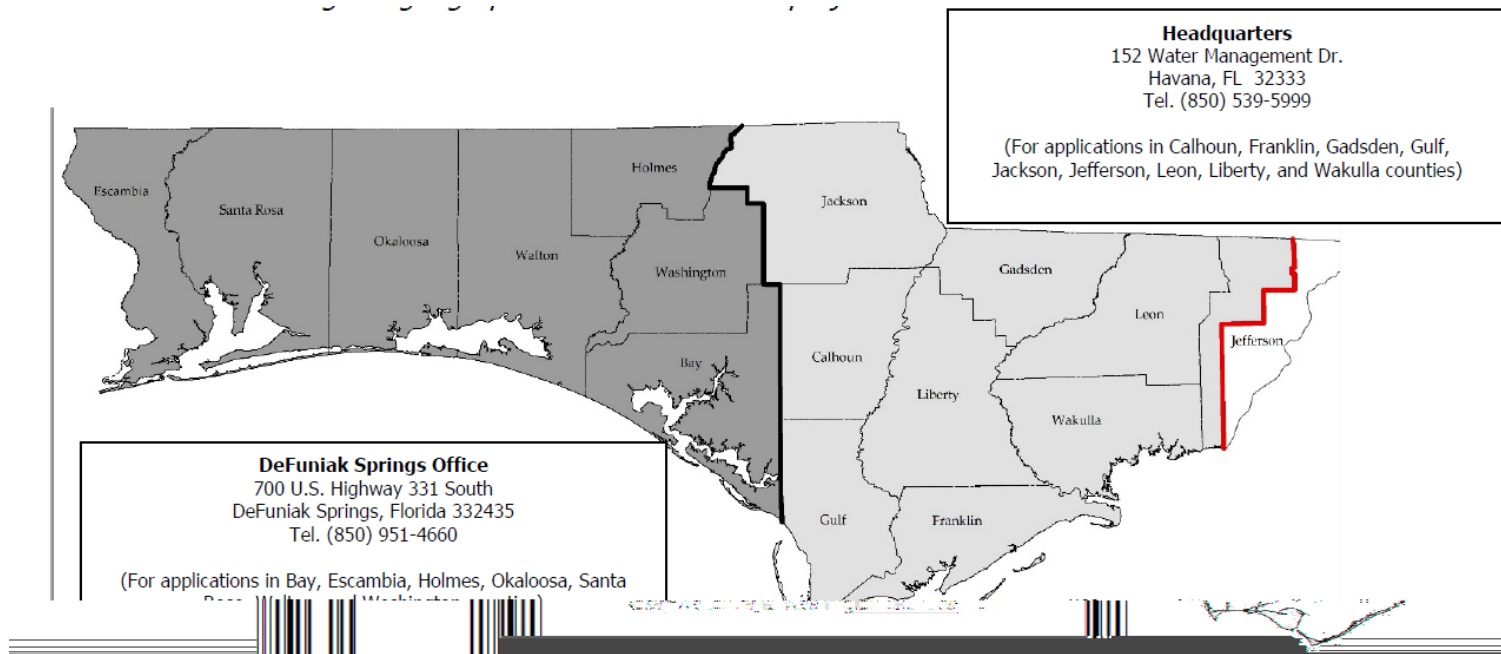 Headquarters
152 Water Management Dr.
Havana, FL 32333
Tel. (850) 539-5999
(For applications in Calhoun, Franklin, Gadsden, Gulf,
Jackson, Jefferson, Leon, Liberty, and Wakulla counties)
Holmes
Escambia
Santa Rosa
Jackson
Okaloosa
Walton
Washington
Gadsden
Leon
Jefferson
Bay
Calhoun
Liberty
Wakulla
Gulf
Franklin
DeFuniak Springs Office
700 U.S. Highway 331 South
DeFuniak Springs, Florida 332435
Tel. (850) 951-4660
(For applications in Bay, Escambia, Holmes, Okaloosa, Santa